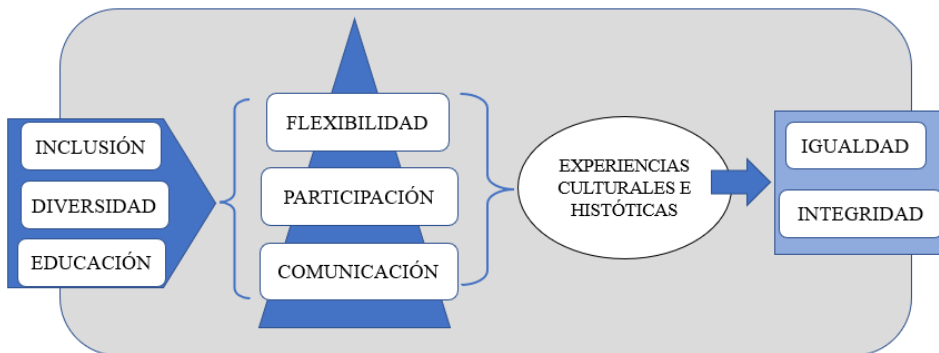 INCLUSIÓN
DIVERSIDAD
EDUCACIÓN
FLEXIBILIDAD
PARTICIPACIÓN
COMUNICACIÓN
EXPERIENCIAS
CULTURALES E
HISTÓTICAS
IGUALDAD
INTEGRIDAD